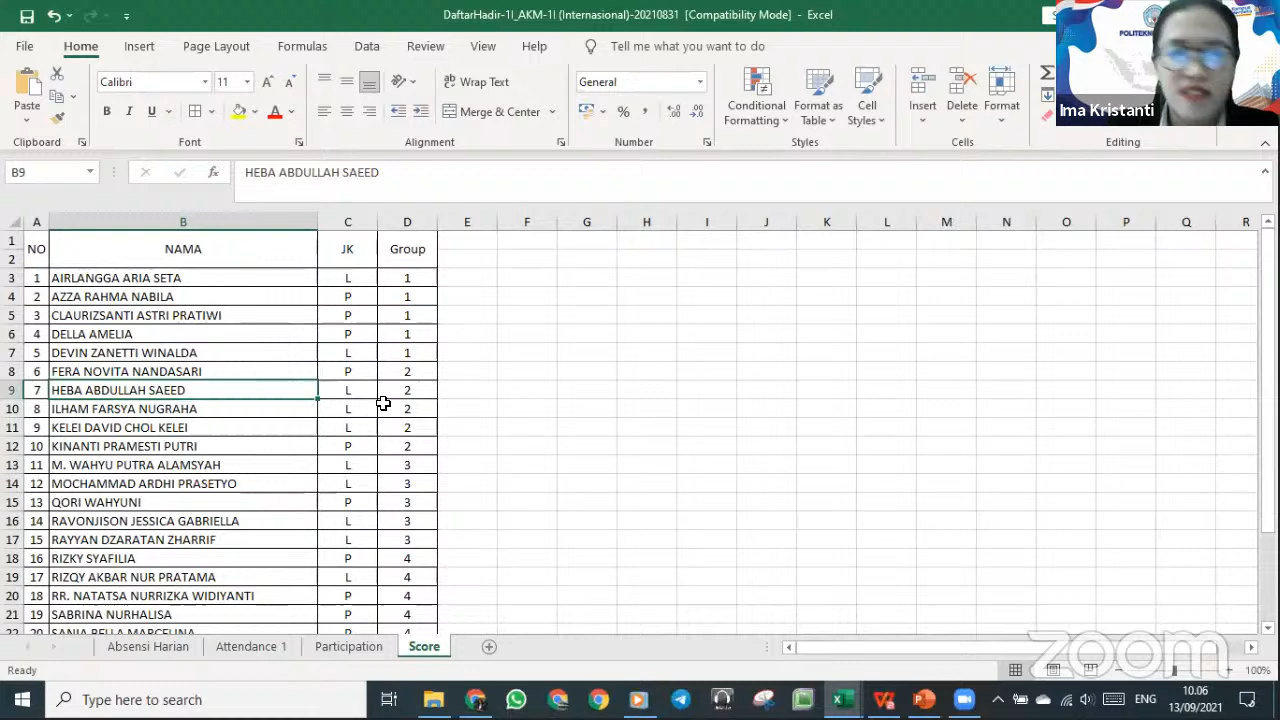 DaftarHadir-1I_AKM-1I (Internasional)-20210831 [Compatibility Mode] - Excel
File Home Insert Page Layout Formulas Data Review View Help Tell me what you want to do
POLITEKN
Ima Kristanti
Calibri 11 Wrap Text General
Paste B I U Merge & Center % Conditional Formatting Format as Table Cell Styles Insert Delete Format
Clipboard Font Alignment Number Styles Cells Editing
B9 fx HEBA ABDULLAH SAEED
A B C D E F G H I J K L M N O P Q R
1
2
NO NAMA JK Group
3 1 AIRLANGGA ARIA SETA L 1
4 2 AZZA RAHMA NABILA P 1
5 3 CLAURIZSANTI ASTRI PRATIWI P 1
6 4 DELLA AMELIA P 1
7 5 DEVIN ZANETTI WINALDA L 1
8 6 FERA NOVITA NANDASARI P 2
9 7 HEBA ABDULLAH SAEED L 2
10 8 ILHAM FARSYA NUGRAHA L 2
11 9 KELEI DAVID CHOL KELEI L 2
12 10 KINANTI PRAMESTI PUTRI P 2
13 11 M. WAHYU PUTRA ALAMSYAH L 3
14 12 MOCHAMMAD ARDHI PRASETYO L 3
15 13 QORI WAHYUNI P 3
16 14 RAVONJISON JESSICA GABRIELLA L 3
17 15 RAYYAN DZARATAN ZHARRIF L 3
18 16 RIZKY SYAFILIA P 4
19 17 RIZQY AKBAR NUR PRATAMA L 4
20 18 RR. NATATSA NURRIZKA WIDIYANTI P 4
21 19 SABRINA NURHALISA P 4
22 20 SANIA BELLA MARCELINA P 4
Absensi Harian Attendance 1 Participation Score
zoom
Ready 100%
Type here to search ENG 10.06
13/09/2021